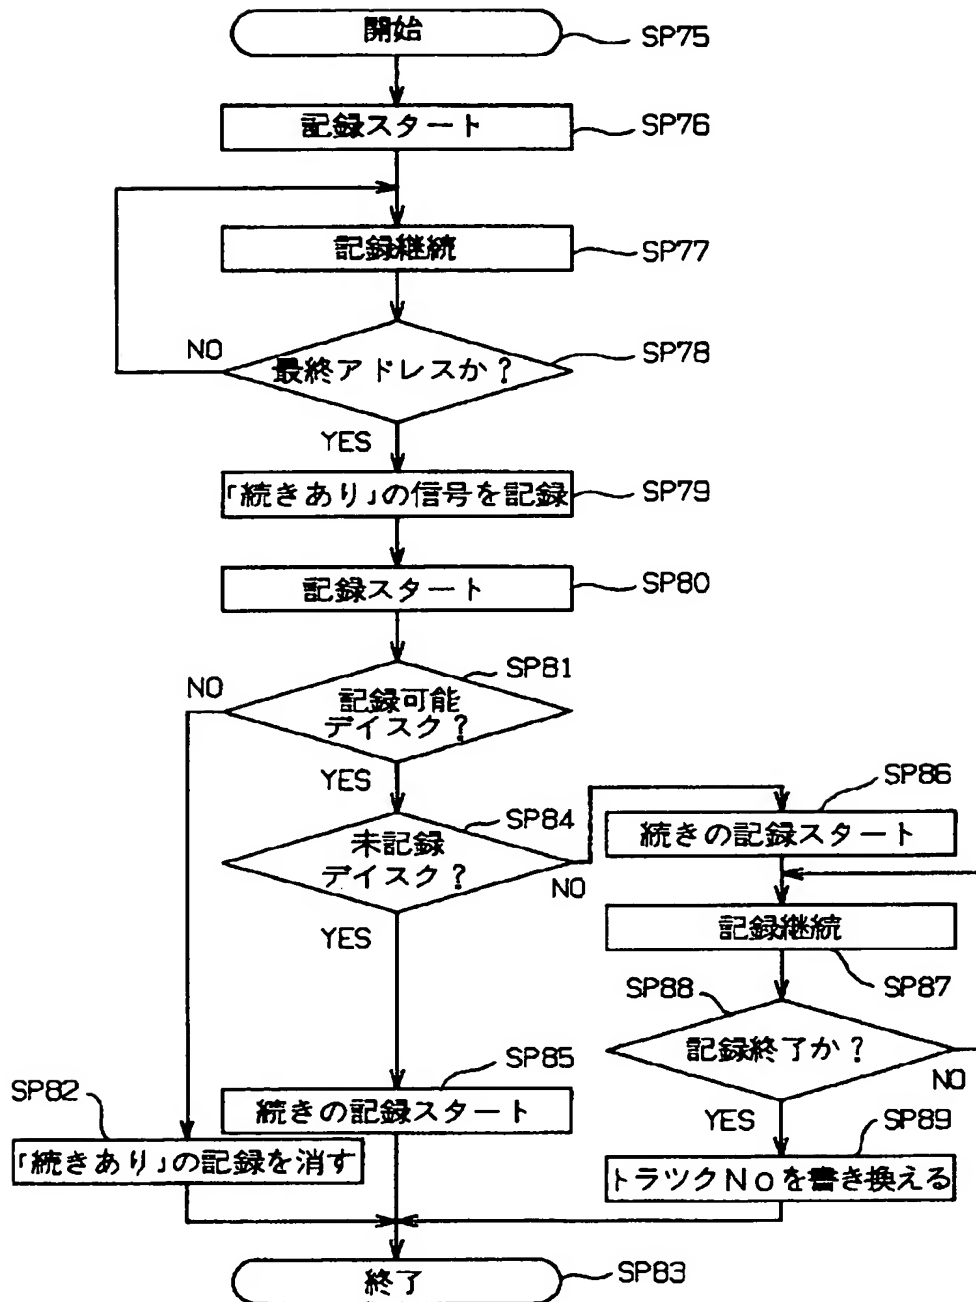 開始
SP75
記録スタート
SP76
記録継続
SP77
NO
最終アドレスか?
SP78
YES
「続きあり」の信号を記録
SP79
記録スタート
SP80
SP81
NO
記録可能
デイスク?
YES
SP84
未記録
デイスク?
NO
YES
SP86
続きの記録スタート
記録継続
SP87
SP88
記録終了か?
NO
YES
SP85
続きの記録スタート
SP82
「続きあり」の記録を消す
SP89
トラツクNoを書き換える
終了
SP83